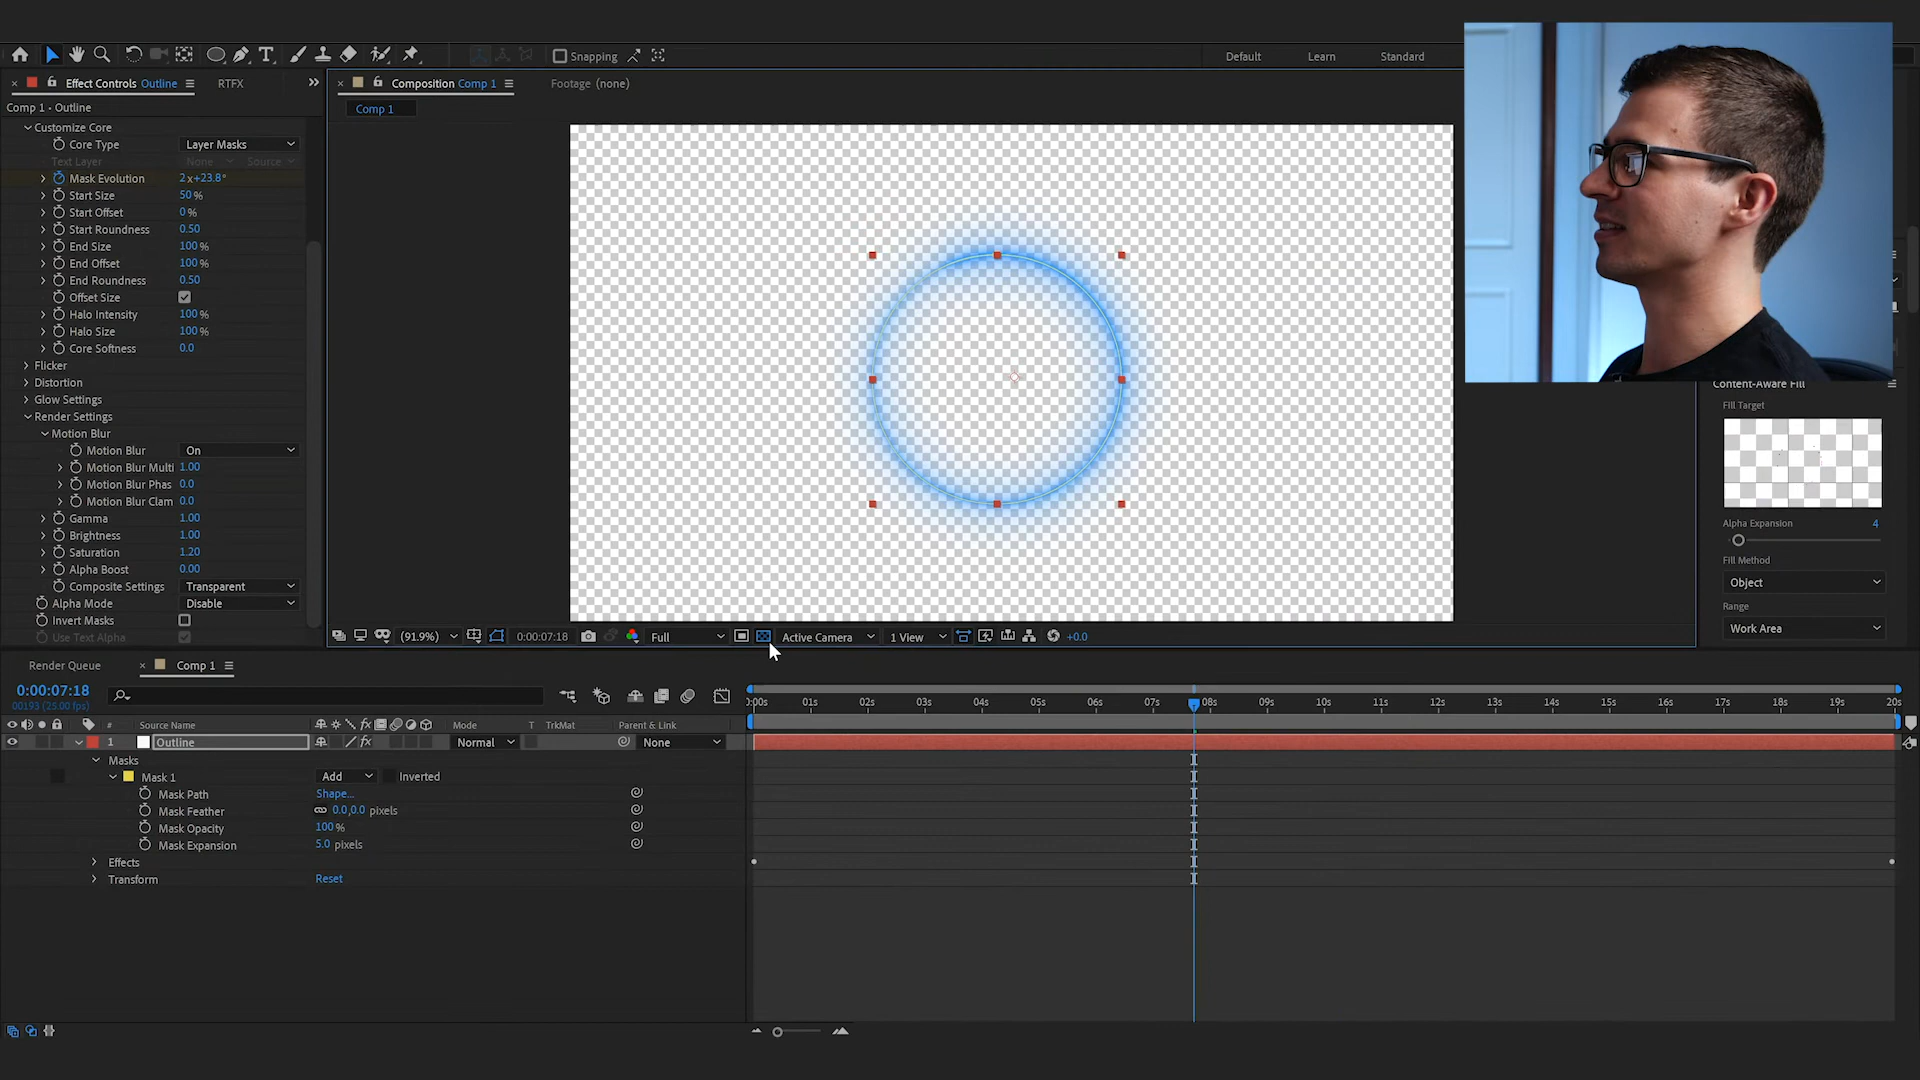 Snapping
Default
Learn
Standard
Effect Controls Outline
RTFX
Composition Comp 1
Footage (none)
Comp 1 • Outline
Comp 1
Customize Core
Core Type
Layer Masks
Text Layer
None
Source
Mask Evolution
2x+23.8°
Start Size
50 %
Start Offset
0 %
Start Roundness
0.50
End Size
100 %
End Offset
100 %
End Roundness
0.50
Offset Size
Halo Intensity
100 %
Halo Size
100 %
Core Softness
0.0
Flicker
Distortion
Glow Settings
Render Settings
Motion Blur
Motion Blur
On
Motion Blur Multi
1.00
Motion Blur Phas
0.0
Motion Blur Clam
0.0
Gamma
1.00
Brightness
1.00
Saturation
1.20
Alpha Boost
0.00
Composite Settings
Transparent
Alpha Mode
Disable
Invert Masks
Use Text Alpha
Content-Aware Fill
Fill Target
Alpha Expansion
4
Fill Method
Object
Range
Work Area
(91.9%)
0:00:07:18
Full
Active Camera
1 View
+0.0
Render Queue
Comp 1
0:00:07:18
00193 (25.00 fps)
:00s 01s 02s 03s 04s 05s 06s 07s 08s 09s 10s 11s 12s 13s 14s 15s 16s 17s 18s 19s 20s
# Source Name
Mode
T TrkMat
Parent & Link
1 Outline
Normal
None
Masks
Mask 1
Add
Inverted
Mask Path
Shape...
Mask Feather
0.0,0.0 pixels
Mask Opacity
100 %
Mask Expansion
5.0 pixels
Effects
Transform
Reset